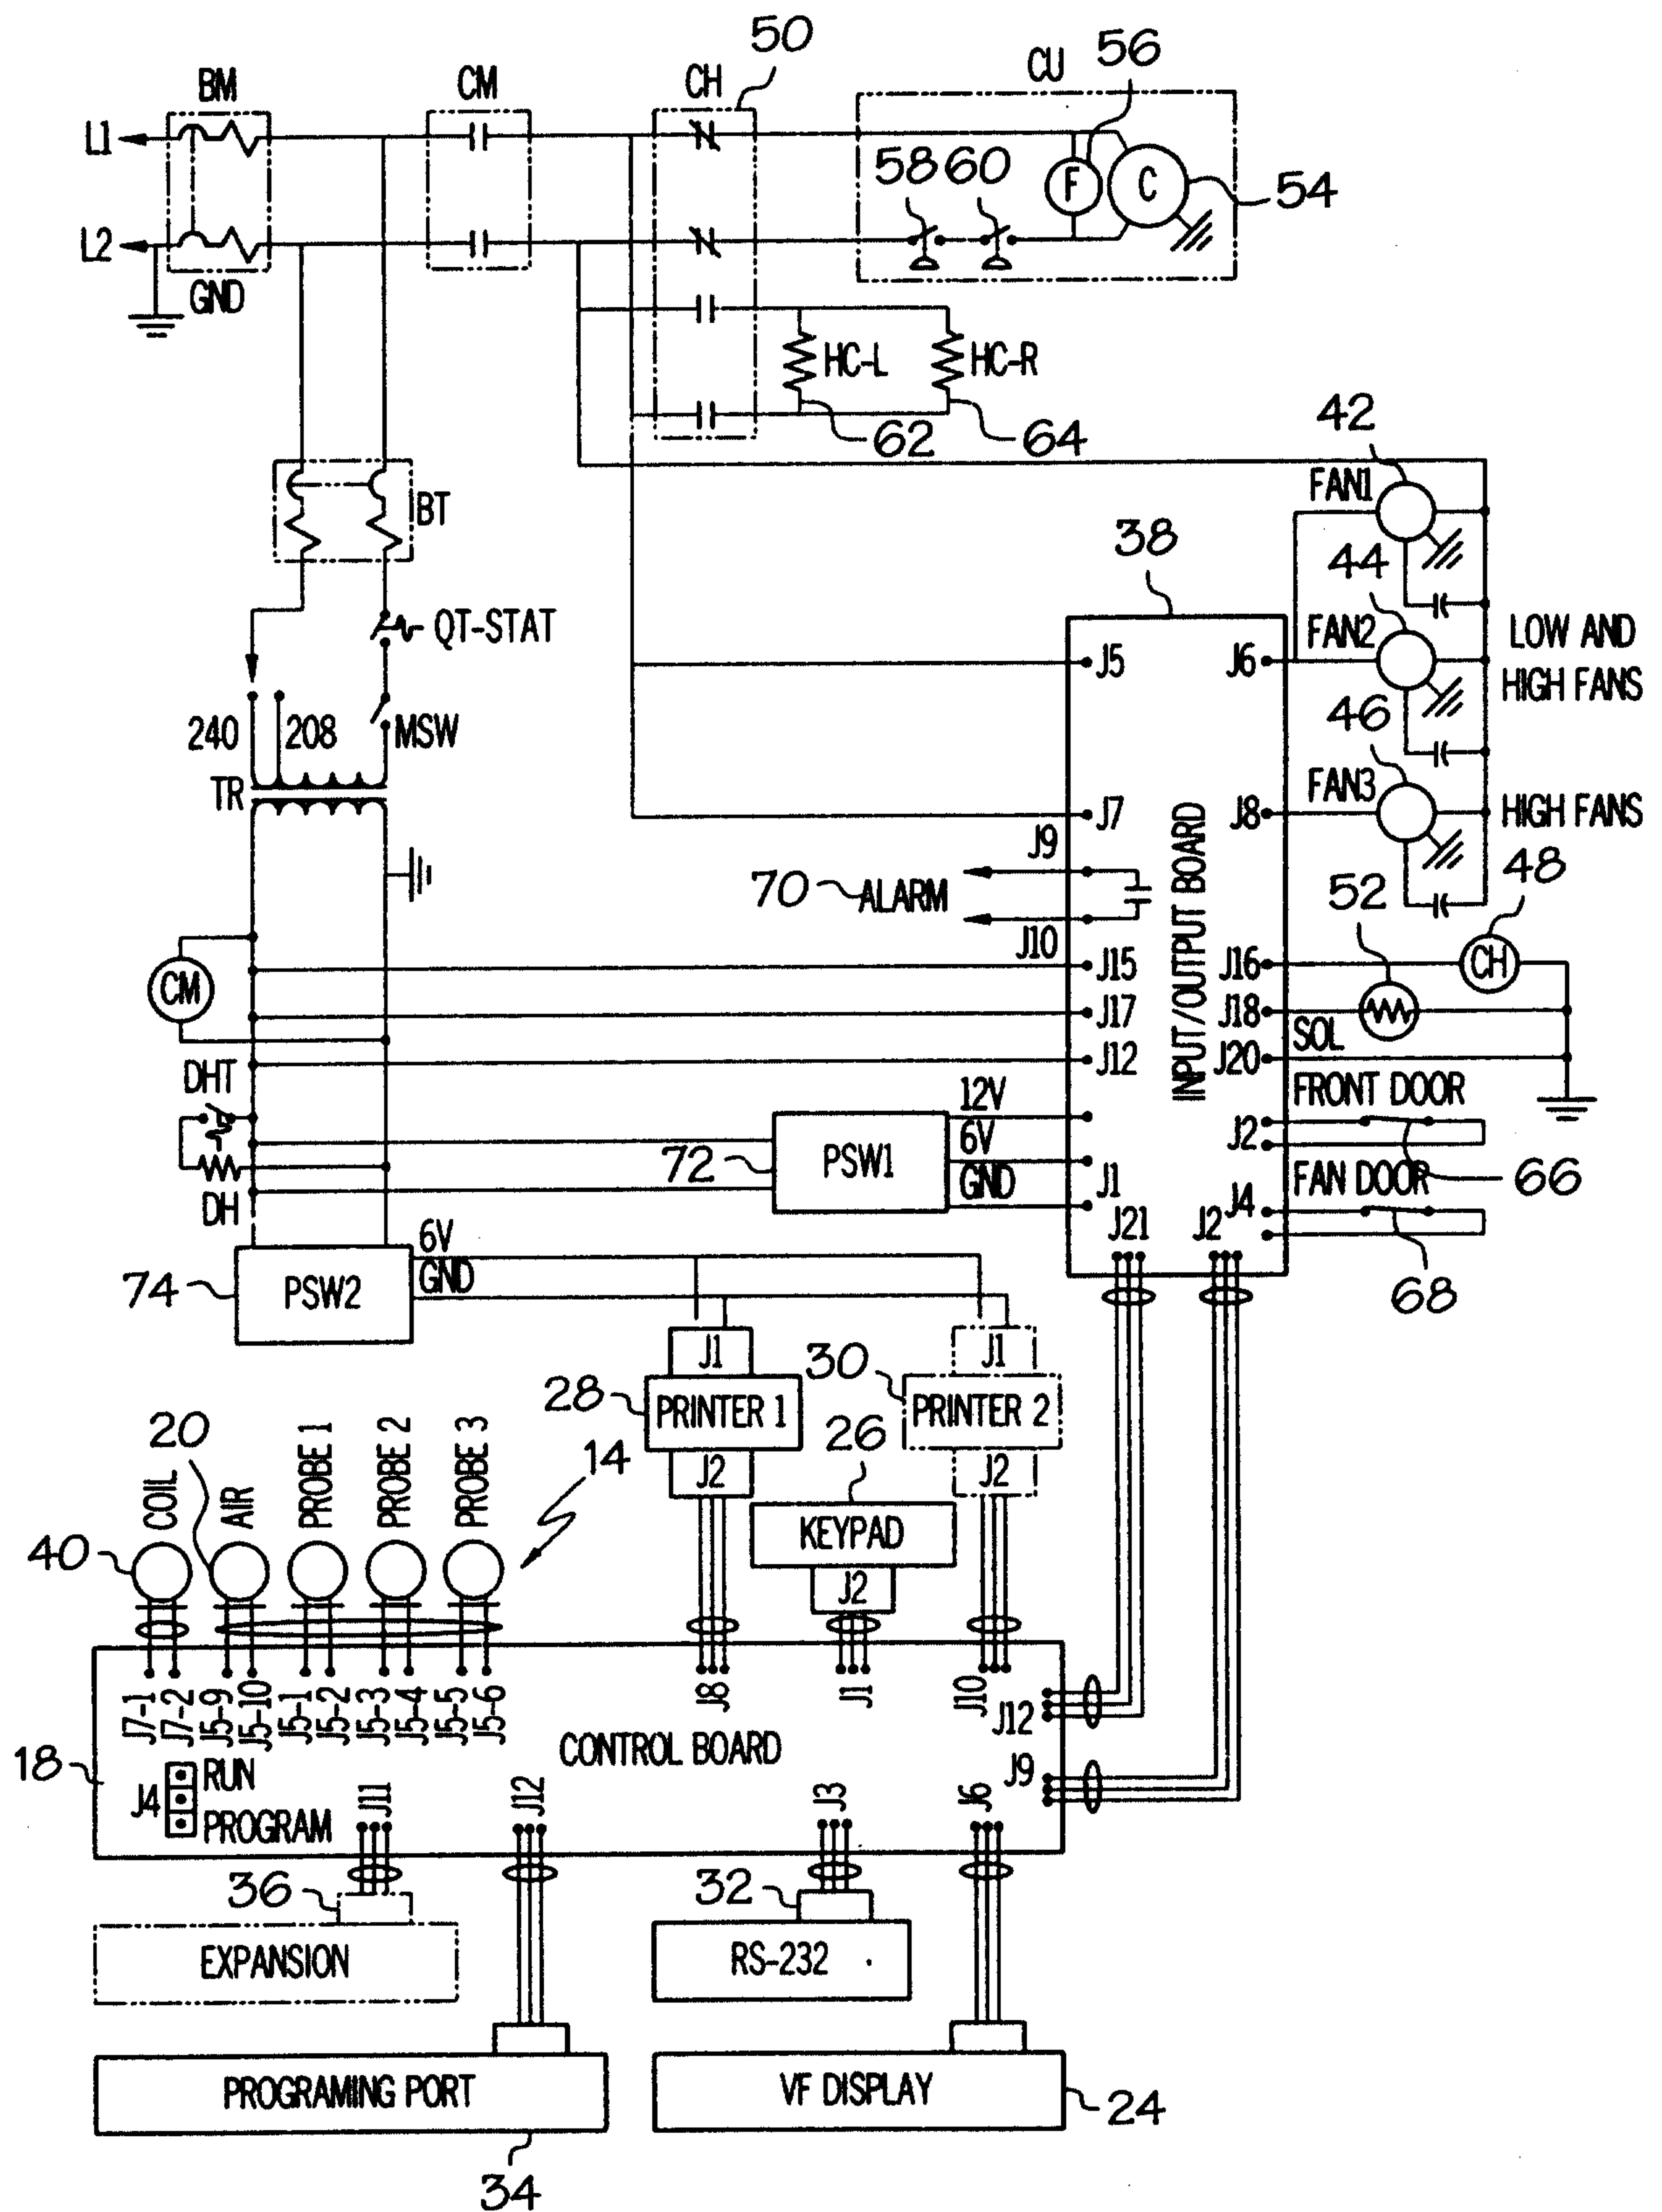 50
BM
CM
CH
CU
56
L1
58
60
F
C
54
L2
GND
HC-L
HC-R
62
64
42
FAN1
BT
38
44
QT-STAT
J5
J6
FAN2
LOW AND
HIGH FANS
46
240
208
MSW
TR
J7
J8
FAN3
HIGH FANS
J9
70
ALARM
INPUT/OUTPUT BOARD
52
48
J10
J15
J16
CH
CM
J17
J18
SOL
J12
J20
DHT
12V
FRONT DOOR
72
PSW1
6V
J2
GND
J1
FAN DOOR
66
DH
J21
J2
J4
6V
GND
68
74
PSW2
J1
30
J1
28
PRINTER 1
PRINTER 2
20
COIL
AIR
PROBE 1
PROBE 2
PROBE 3
14
26
J2
J2
KEYPAD
40
J2
J7-1
J7-2
J5-9
J5-10
J5-1
J5-2
J5-3
J5-4
J5-5
J5-6
J8
J1
J10
J12
CONTROL BOARD
18
RUN
J4
PROGRAM
J11
J12
J3
J6
J9
36
32
EXPANSION
RS-232
PROGRAMING PORT
VF DISPLAY
24
34